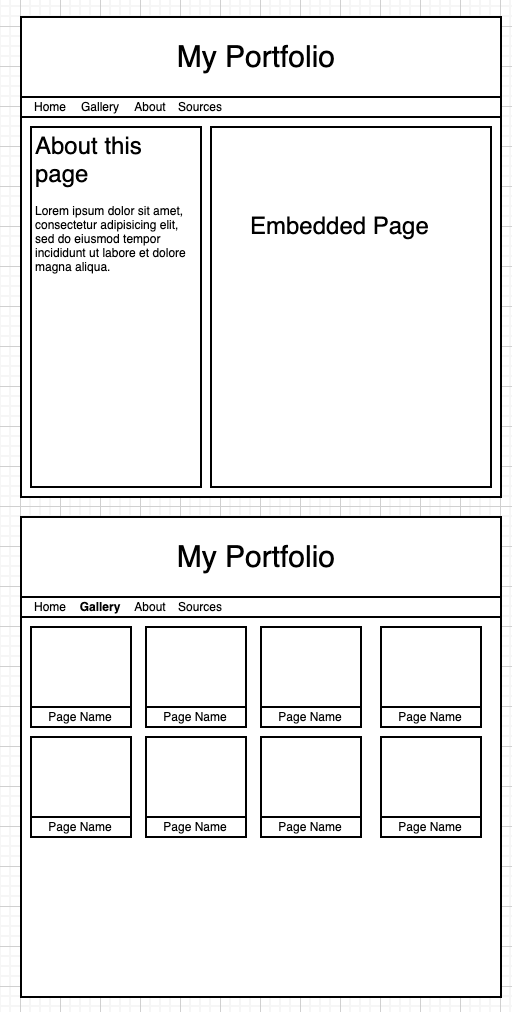 My Portfolio
Home Gallery About Sources
About this
page
Lorem ipsum dolor sit amet,
consectetur adipisicing elit,
sed do eiusmod tempor
incididunt ut labore et dolore
magna aliqua.
Embedded Page
My Portfolio
Home Gallery About Sources
Page Name Page Name Page Name Page Name
Page Name Page Name Page Name Page Name